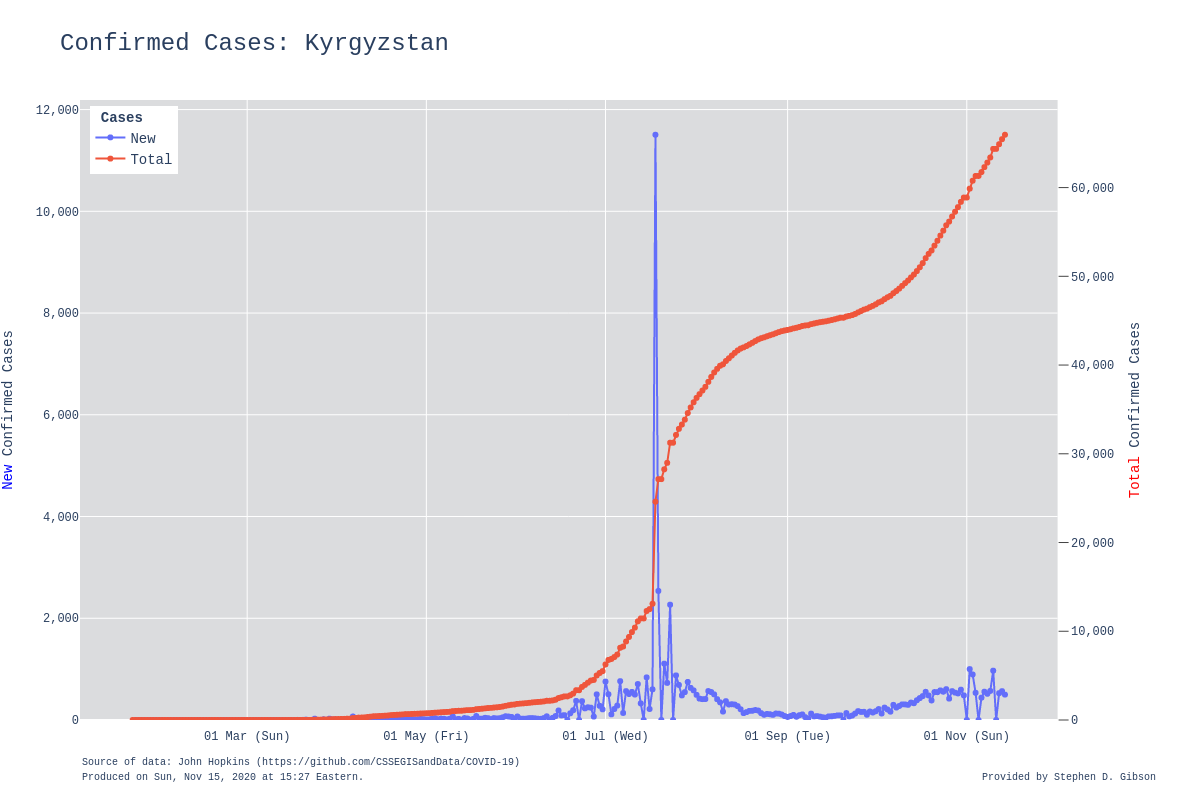 Confirmed Cases: Kyrgyzstan
Cases
New
Total
12,000
10,000
8,000
6,000
4,000
2,000
0
New Confirmed Cases
60,000
50,000
40,000
30,000
20,000
10,000
0
Total Confirmed Cases
01 Mar (Sun)
01 May (Fri)
01 Jul (Wed)
01 Sep (Tue)
01 Nov (Sun)
Source of data: John Hopkins (https://github.com/CSSEGISandData/COVID-19)
Produced on Sun, Nov 15, 2020 at 15:27 Eastern.
Provided by Stephen D. Gibson